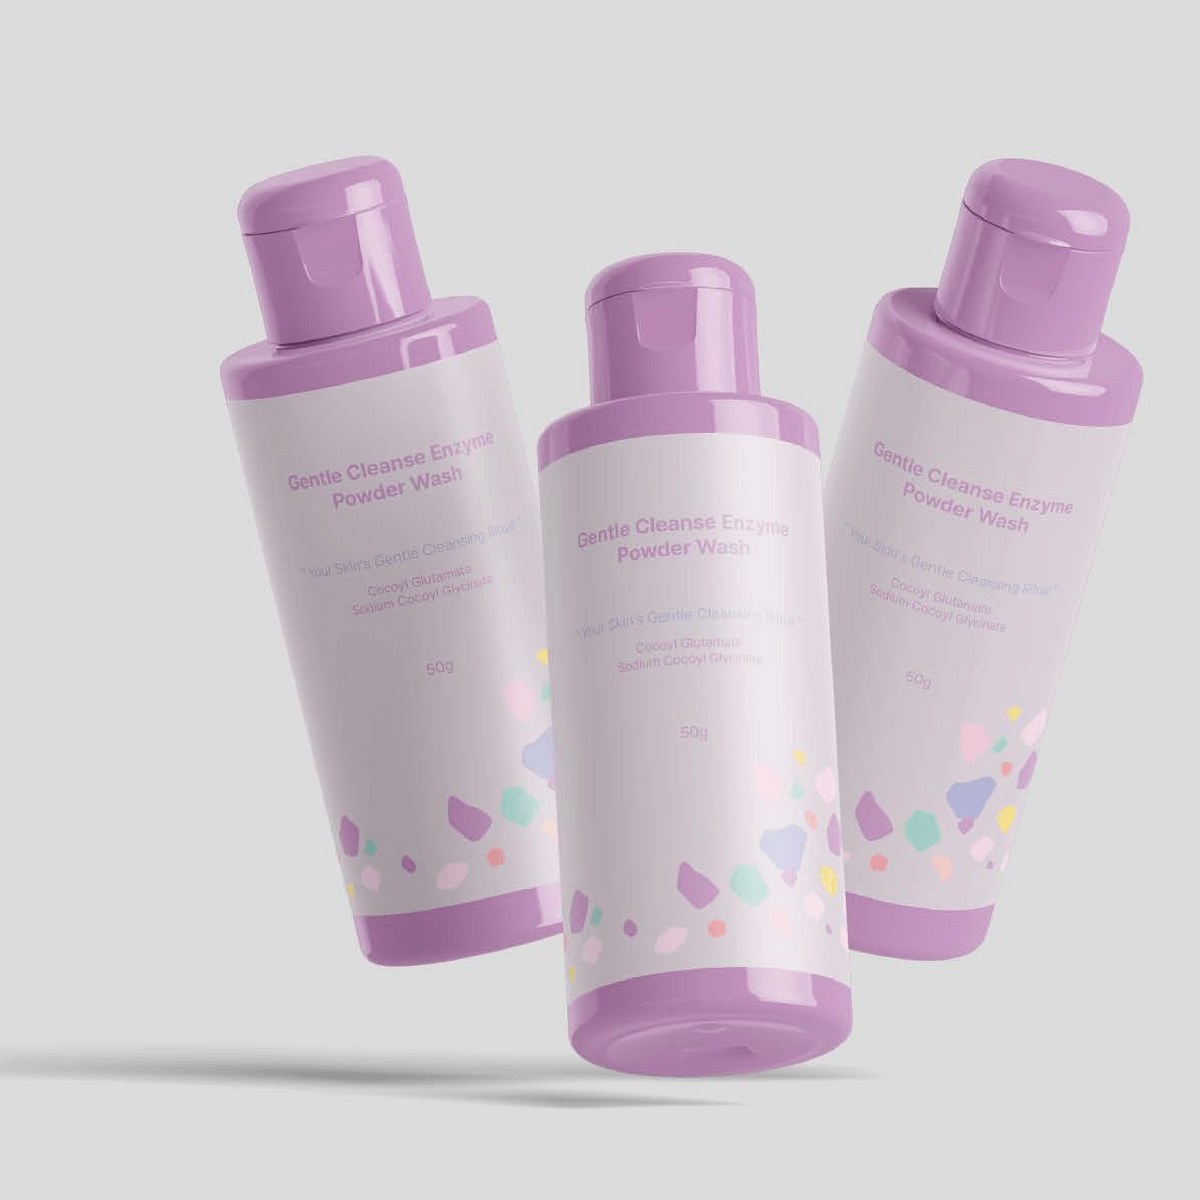 Gentle Cleanse Enzyme
Powder Wash
" Your Skin's Gentle Cleansing Ritual "
Cocoyl Glutamate
Sodium Cocoyl Glycinate
50g
Gentle Cleanse Enzyme
Powder Wash
" Your Skin's Gentle Cleansing Ritual "
Cocoyl Glutamate
Sodium Cocoyl Glycinate
50g
Gentle Cleanse Enzyme
Powder Wash
" Your Skin's Gentle Cleansing Ritual "
Cocoyl Glutamate
Sodium Cocoyl Glycinate
50g